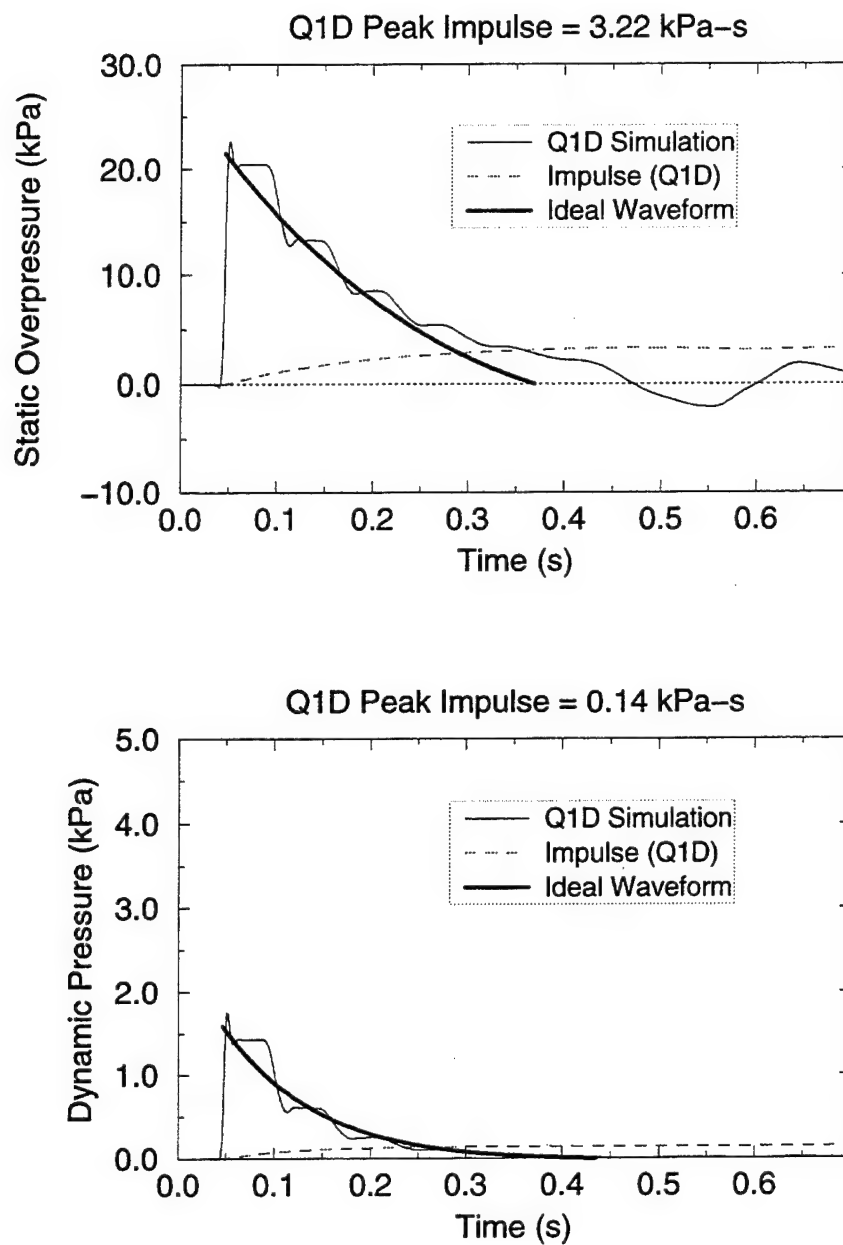 Q1D Peak Impulse = 3.22 kPa-s
30.0
20.0
10.0
0.0
-10.0
Static Overpressure (kPa)
Q1D Simulation
Impulse (Q1D)
Ideal Waveform
0.0 0.1 0.2 0.3 0.4 0.5 0.6
Time (s)
Q1D Peak Impulse = 0.14 kPa-s
5.0
4.0
3.0
2.0
1.0
0.0
Dynamic Pressure (kPa)
Q1D Simulation
Impulse (Q1D)
Ideal Waveform
0.0 0.1 0.2 0.3 0.4 0.5 0.6
Time (s)